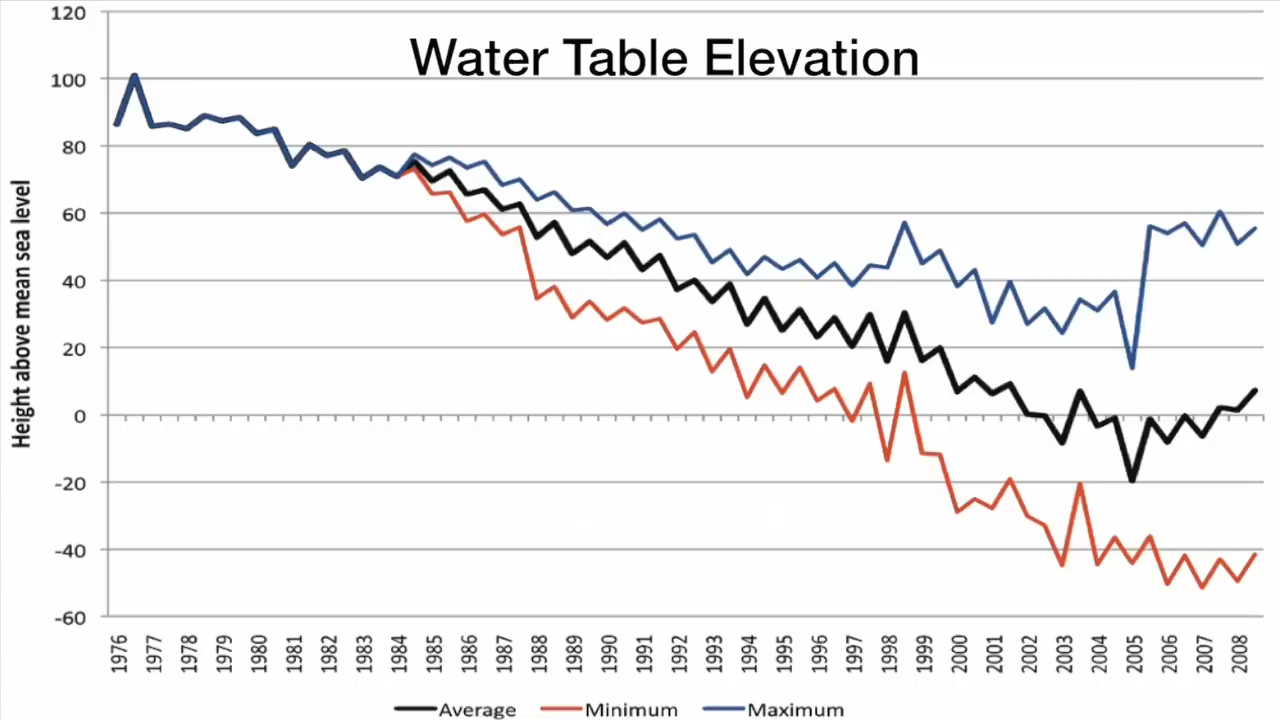 Water Table Elevation
Height above mean sea level
120
100
80
60
40
20
0
-20
-40
-60
1976 1977 1978 1979 1980 1981 1982 1983 1984 1985 1986 1987 1988 1989 1990 1991 1992 1993 1994 1995 1996 1997 1998 1999 2000 2001 2002 2003 2004 2005 2006 2007 2008
Average Minimum Maximum